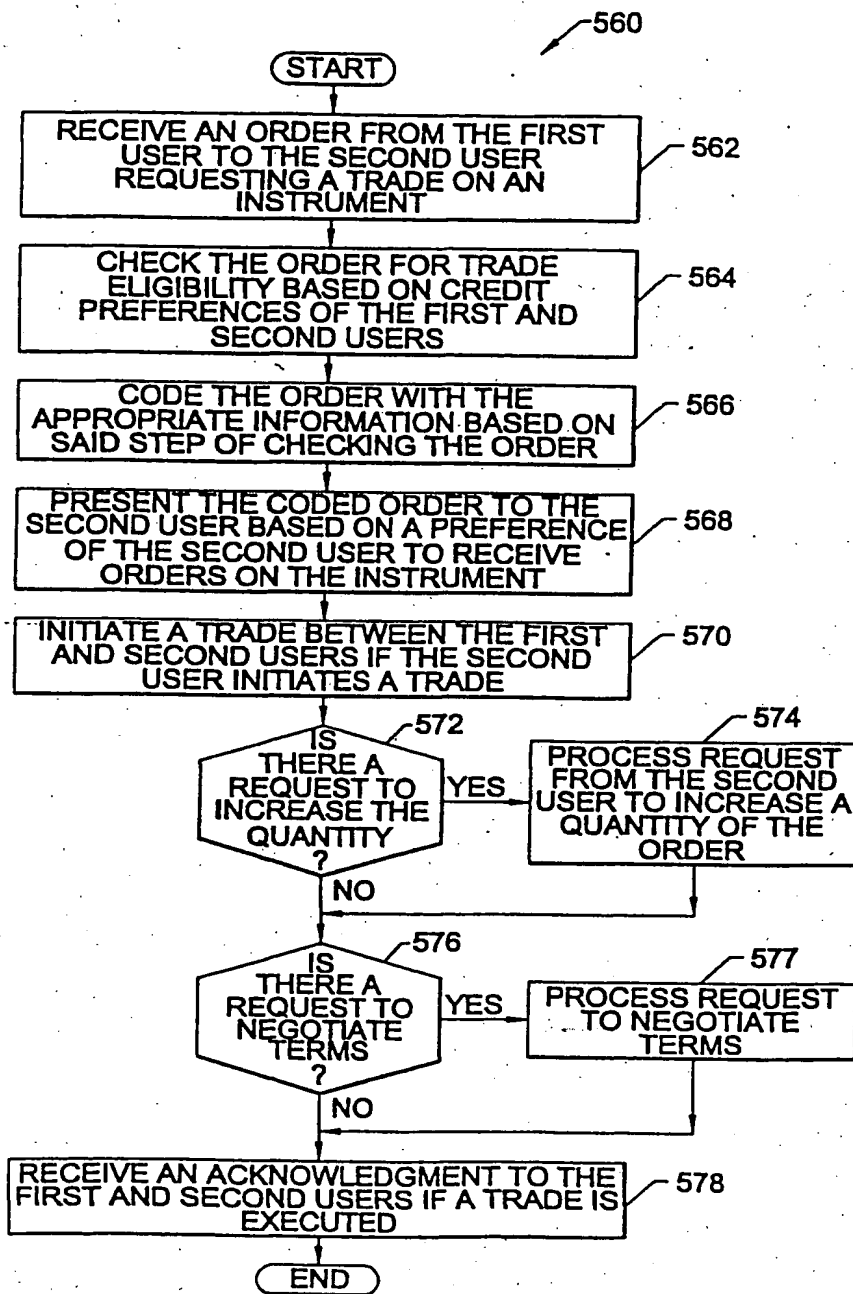 560
START
RECEIVE AN ORDER FROM THE FIRST
USER TO THE SECOND USER
REQUESTING A TRADE ON AN
INSTRUMENT
562
CHECK THE ORDER FOR TRADE
ELIGIBILITY BASED ON CREDIT
PREFERENCES OF THE FIRST AND
SECOND USERS
564
CODE THE ORDER WITH THE
APPROPRIATE INFORMATION BASED ON
SAID STEP OF CHECKING THE ORDER
566
PRESENT THE CODED ORDER TO THE
SECOND USER BASED ON A PREFERENCE
OF THE SECOND USER TO RECEIVE
ORDERS ON THE INSTRUMENT
568
INITIATE A TRADE BETWEEN THE FIRST
AND SECOND USERS IF THE SECOND
USER INITIATES A TRADE
570
572
IS
THERE A
REQUEST TO
INCREASE THE
QUANTITY
?
YES
NO
574
PROCESS REQUEST
FROM THE SECOND
USER TO INCREASE A
QUANTITY OF THE
ORDER
576
IS
THERE A
REQUEST TO
NEGOTIATE
TERMS
?
YES
NO
577
PROCESS REQUEST
TO NEGOTIATE
TERMS
RECEIVE AN ACKNOWLEDGMENT TO THE
FIRST AND SECOND USERS IF A TRADE IS
EXECUTED
578
END